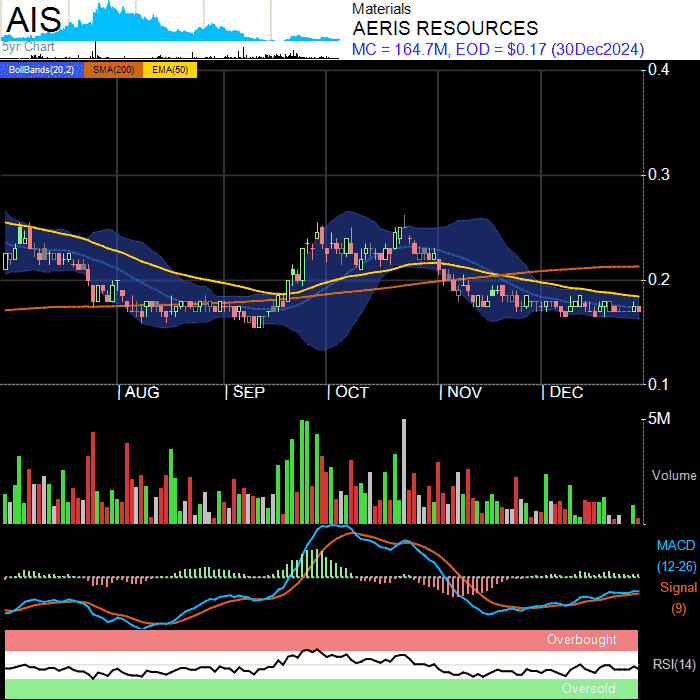 AIS
5yr Chart
Materials
AERIS RESOURCES
MC = 164.7M, EOD = $0.17 (30Dec2024)
BollBands(20,2) SMA(200) EMA(50)
0.4
0.3
0.2
0.1
AUG SEP OCT NOV DEC
5M
Volume
MACD
(12-26)
Signal
(9)
Overbought
RSI(14)
Oversold